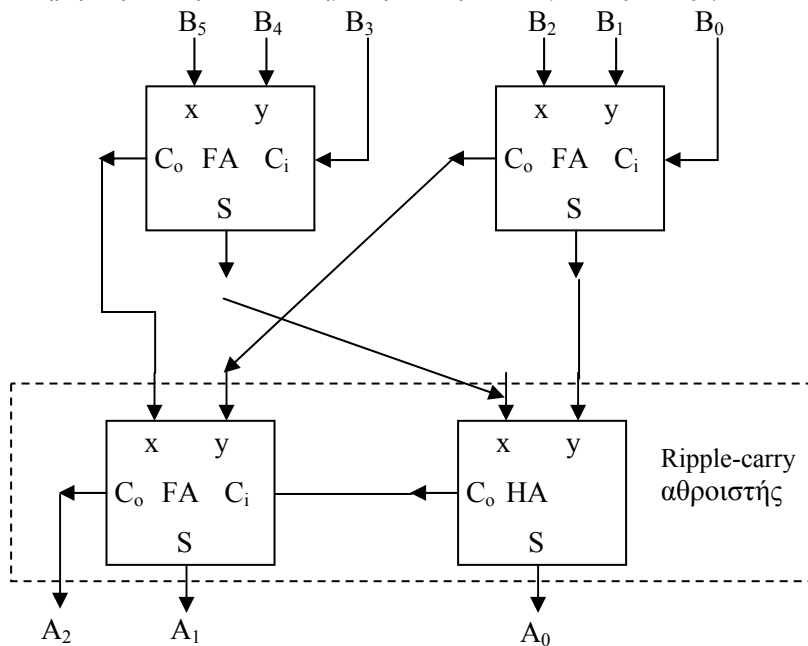 B₅ B₄ B₃ B₂ B₁ B₀
x y x y
Cₒ FA Cᵢ Cₒ FA Cᵢ
S S
x y x y
Ripple-carry
αθροιστής
Cₒ FA Cᵢ Cₒ HA
S S
A₂ A₁ A₀